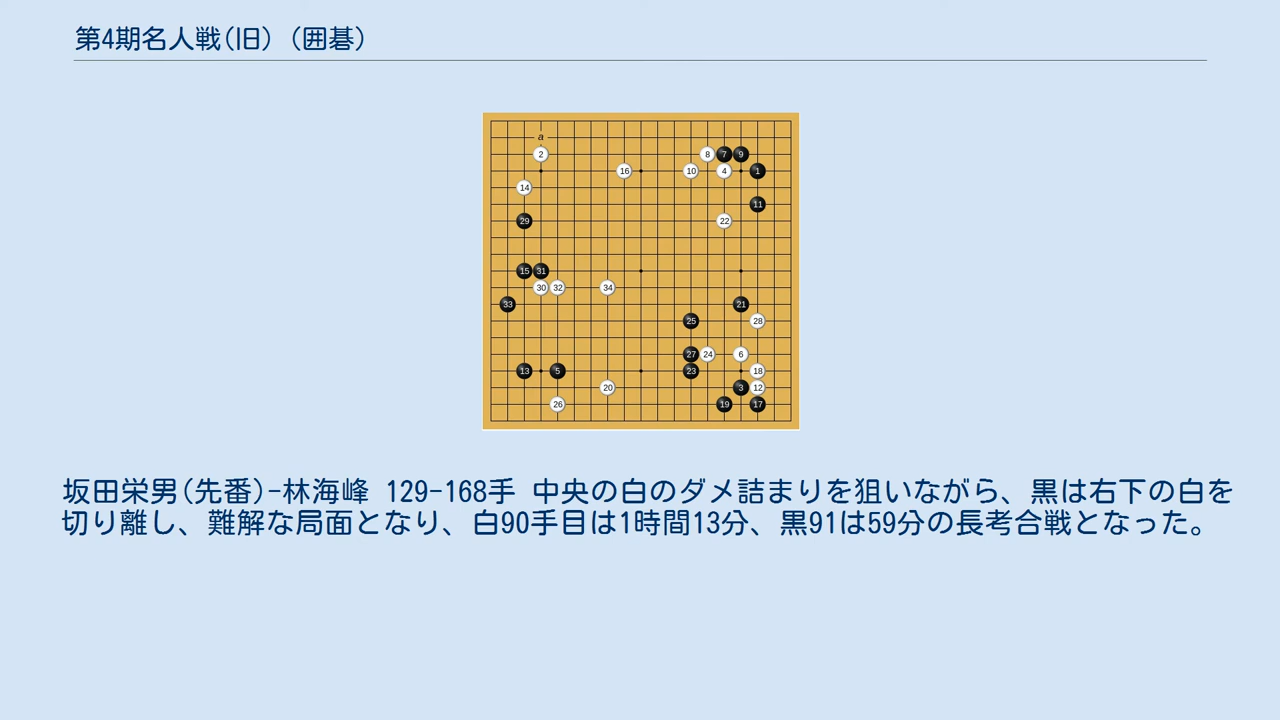 第4期名人戦(旧) (囲碁)
a
2 8 7 9
16 10 4 1
14
11
29 22
15 31
30 32 34
33 21
25 28
27 24 6
13 5 23 18
20 3 12
26 19 17
坂田栄男(先番)-林海峰 129-168手 中央の白のダメ詰まりを狙いながら、黒は右下の白を
切り離し、難解な局面となり、白90手目は1時間13分、黒91は59分の長考合戦となった。